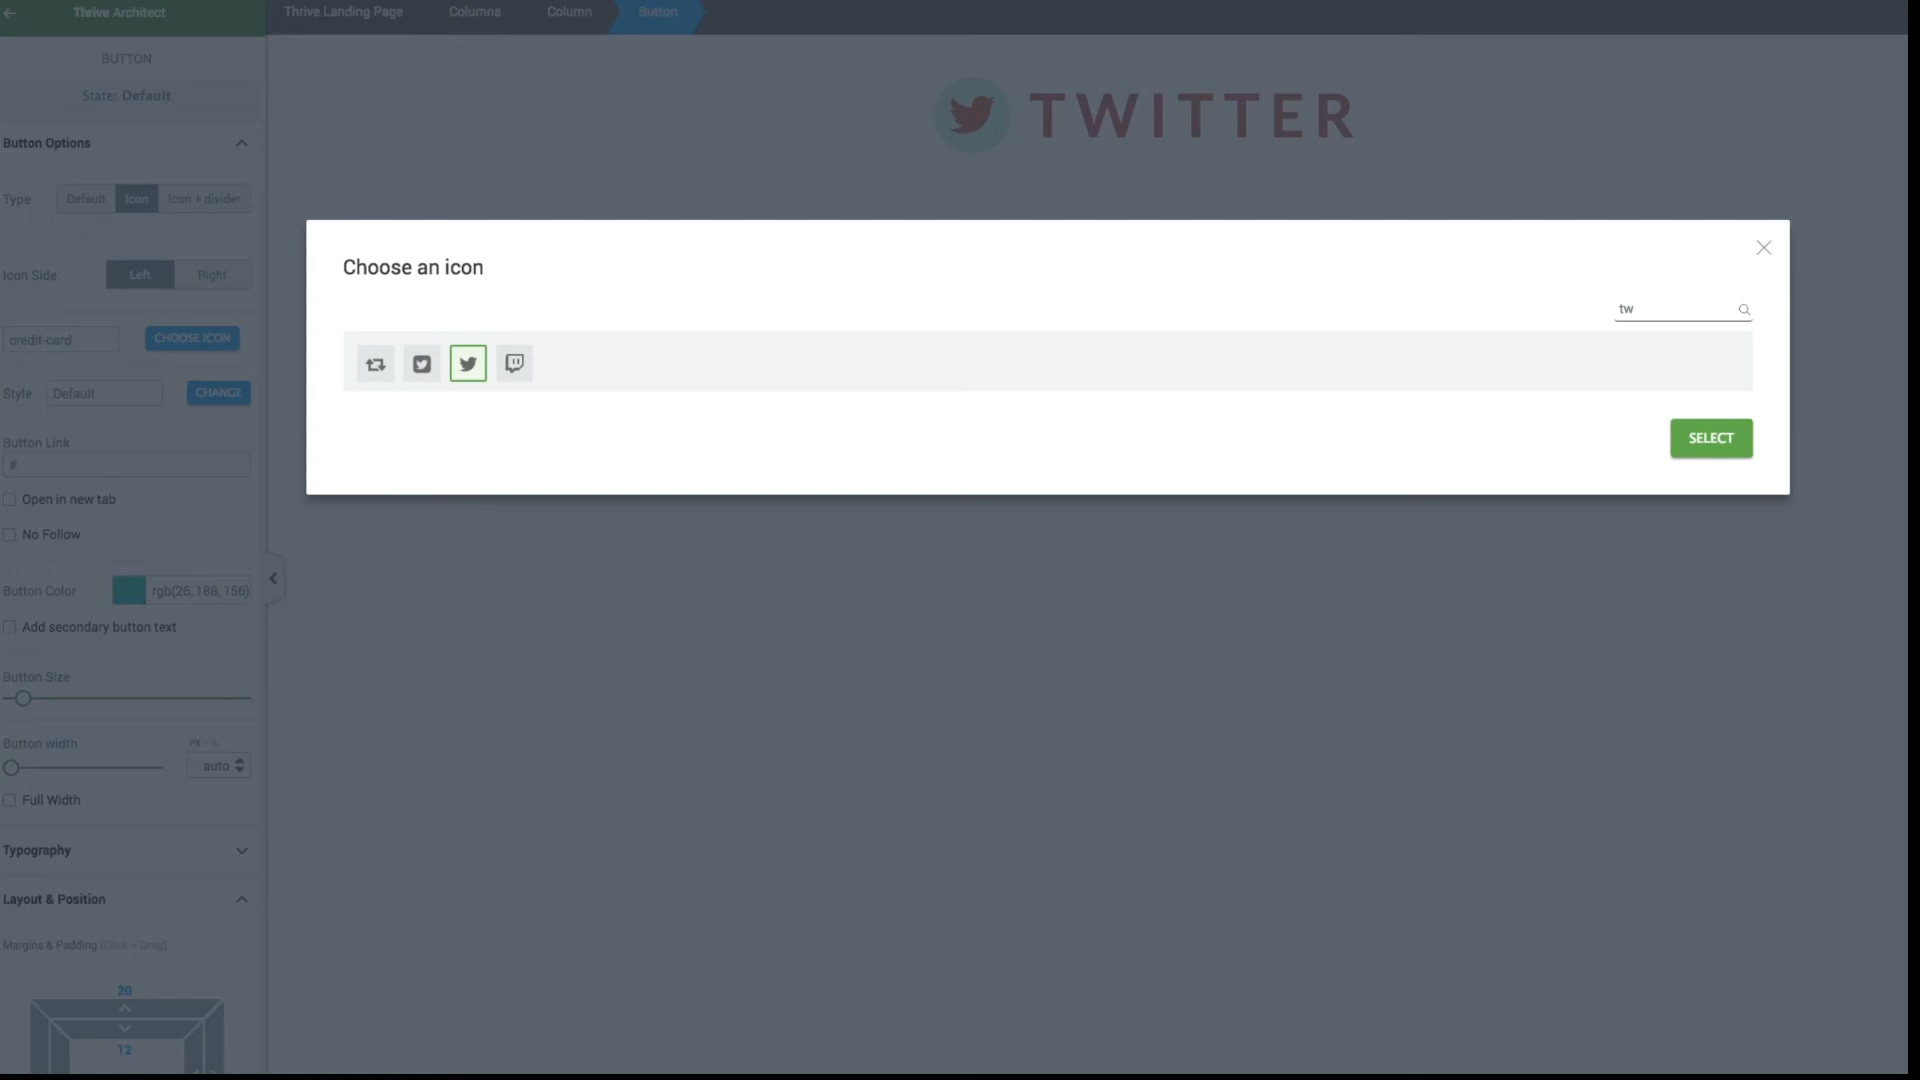 Thrive Architect
Thrive Landing Page
Columns
Column
Button
BUTTON
State: Default
Button Options
Type
Default
Icon
Icon + divider
Icon Side
Left
Right
credit-card
CHOOSE ICON
Style
Default
CHANGE
Button Link
#
Open in new tab
No Follow
Button Color
rgb(26, 188, 156)
Add secondary button text
Button Size
Button width
PX
auto
Full Width
Typography
Layout & Position
Margins & Padding (Click + Drag)
20
12
TWITTER
Choose an icon
tw
SELECT